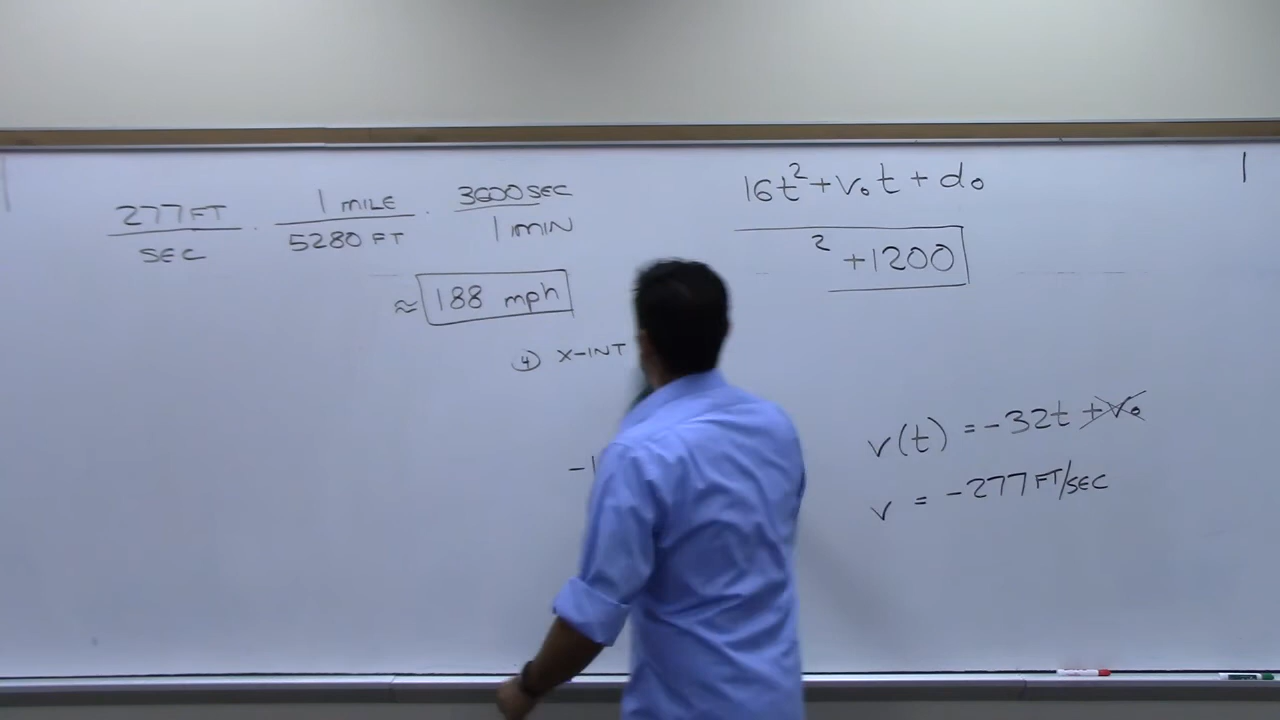 277 FT/SEC · 1 MILE/5280 FT · 3600 SEC/1 MIN
≈ 188 mph
④ X-INT
-1
16t² + v₀t + d₀
² + 1200
v(t) = -32t + v₀
v = -277 FT/SEC